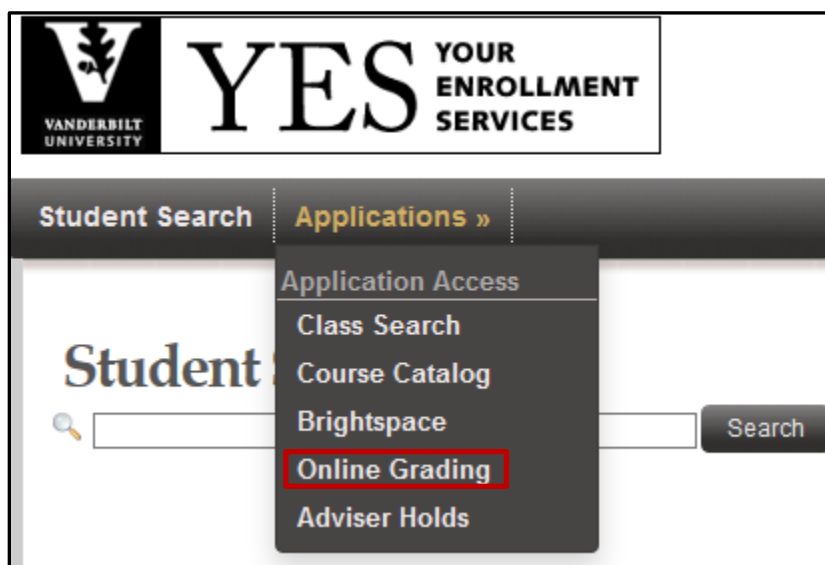 VANDERBILT
UNIVERSITY
YES
YOUR
ENROLLMENT
SERVICES
Student Search
Applications »
Application Access
Class Search
Course Catalog
Brightspace
Online Grading
Adviser Holds
Student
Search